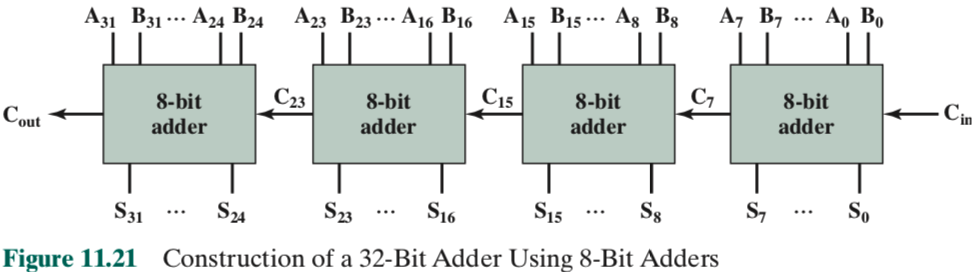 A31 B31 ... A24 B24 A23 B23 ... A16 B16 A15 B15 ... A8 B8 A7 B7 ... A0 B0
Cout 8-bit adder C23 8-bit adder C15 8-bit adder C7 8-bit adder Cin
S31 ... S24 S23 ... S16 S15 ... S8 S7 ... S0
Figure 11.21 Construction of a 32-Bit Adder Using 8-Bit Adders